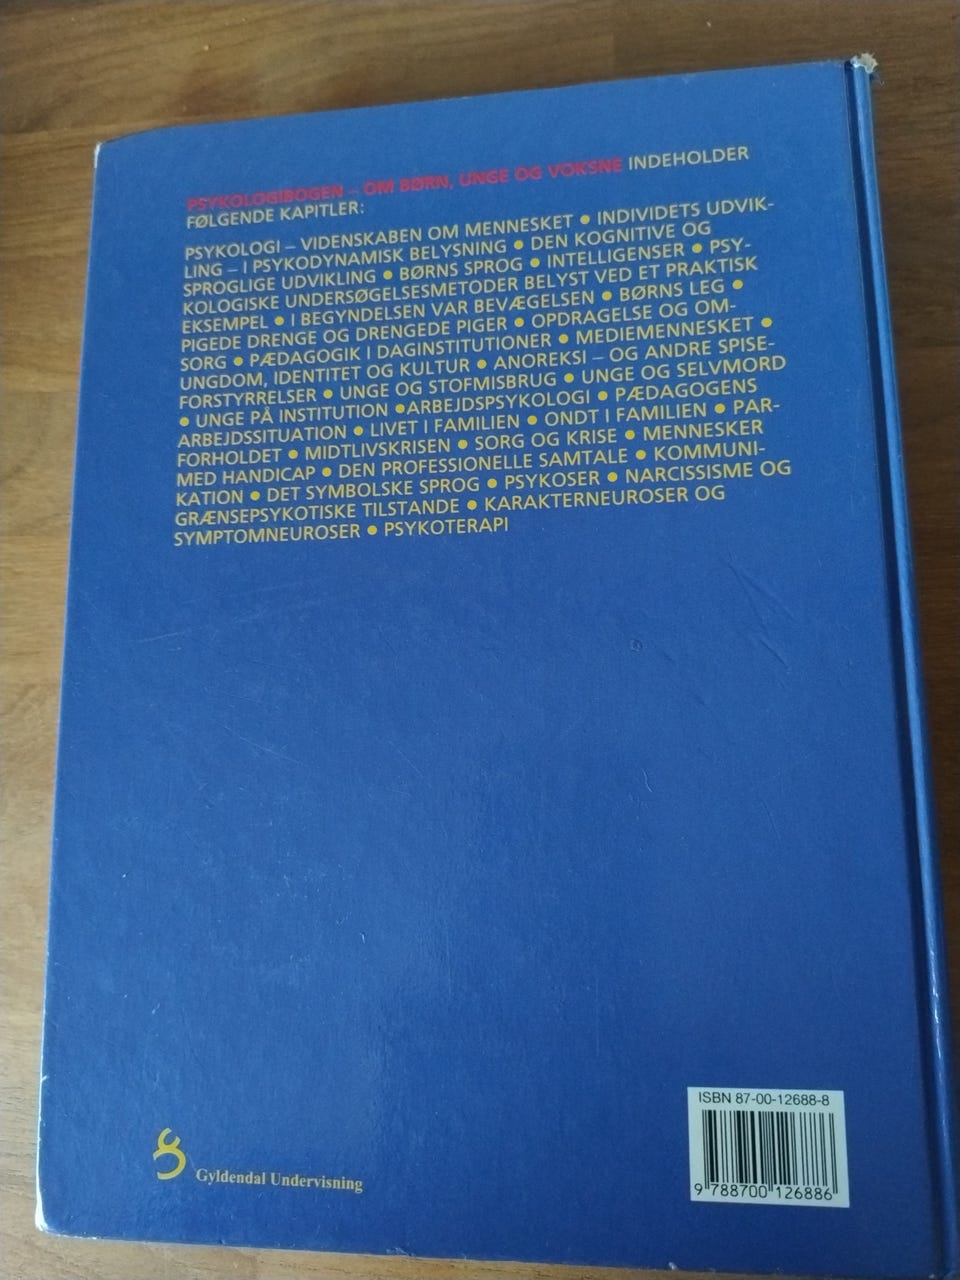 PSYKOLOGIBOGEN – OM BØRN, UNGE OG VOKSNE INDEHOLDER
FØLGENDE KAPITLER:
PSYKOLOGI – VIDENSKABEN OM MENNESKET ● INDIVIDETS UDVIK-
LING – I PSYKODYNAMISK BELYSNING ● DEN KOGNITIVE OG
SPROGLIGE UDVIKLING ● BØRNS SPROG ● INTELLIGENSER ● PSY-
KOLOGISKE UNDERSØGELSESMETODER BELYST VED ET PRAKTISK
EKSEMPEL ● I BEGYNDELSEN VAR BEVÆGELSEN ● BØRNS LEG ●
PIGEDE DRENGE OG DRENGEDE PIGER ● OPDRAGELSE OG OM-
SORG ● PÆDAGOGIK I DAGINSTITUTIONER ● MEDIEMENNESKET ●
UNGDOM, IDENTITET OG KULTUR ● ANOREKSI – OG ANDRE SPISE-
FORSTYRRELSER ● UNGE OG STOFMISBRUG ● UNGE OG SELVMORD
● UNGE PÅ INSTITUTION ●ARBEJDSPSYKOLOGI ● PÆDAGOGENS
ARBEJDSSITUATION ● LIVET I FAMILIEN ● ONDT I FAMILIEN ● PAR-
FORHOLDET ● MIDTLIVSKRISEN ● SORG OG KRISE ● MENNESKER
MED HANDICAP ● DEN PROFESSIONELLE SAMTALE ● KOMMUNI-
KATION ● DET SYMBOLSKE SPROG ● PSYKOSER ● NARCISSISME OG
GRÆNSEPSYKOTISKE TILSTANDE ● KARAKTERNEUROSER OG
SYMPTOMNEUROSER ● PSYKOTERAPI
ISBN 87-00-12688-8
9 788700 126886
Gyldendal Undervisning